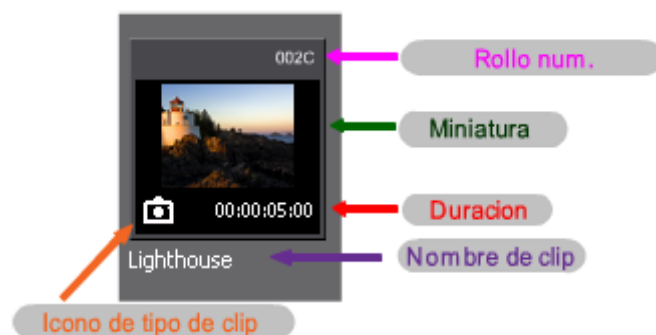 002C
Rollo num.
Miniatura
00:00:05:00
Duracion
Lighthouse
Nombre de clip
Icono de tipo de clip